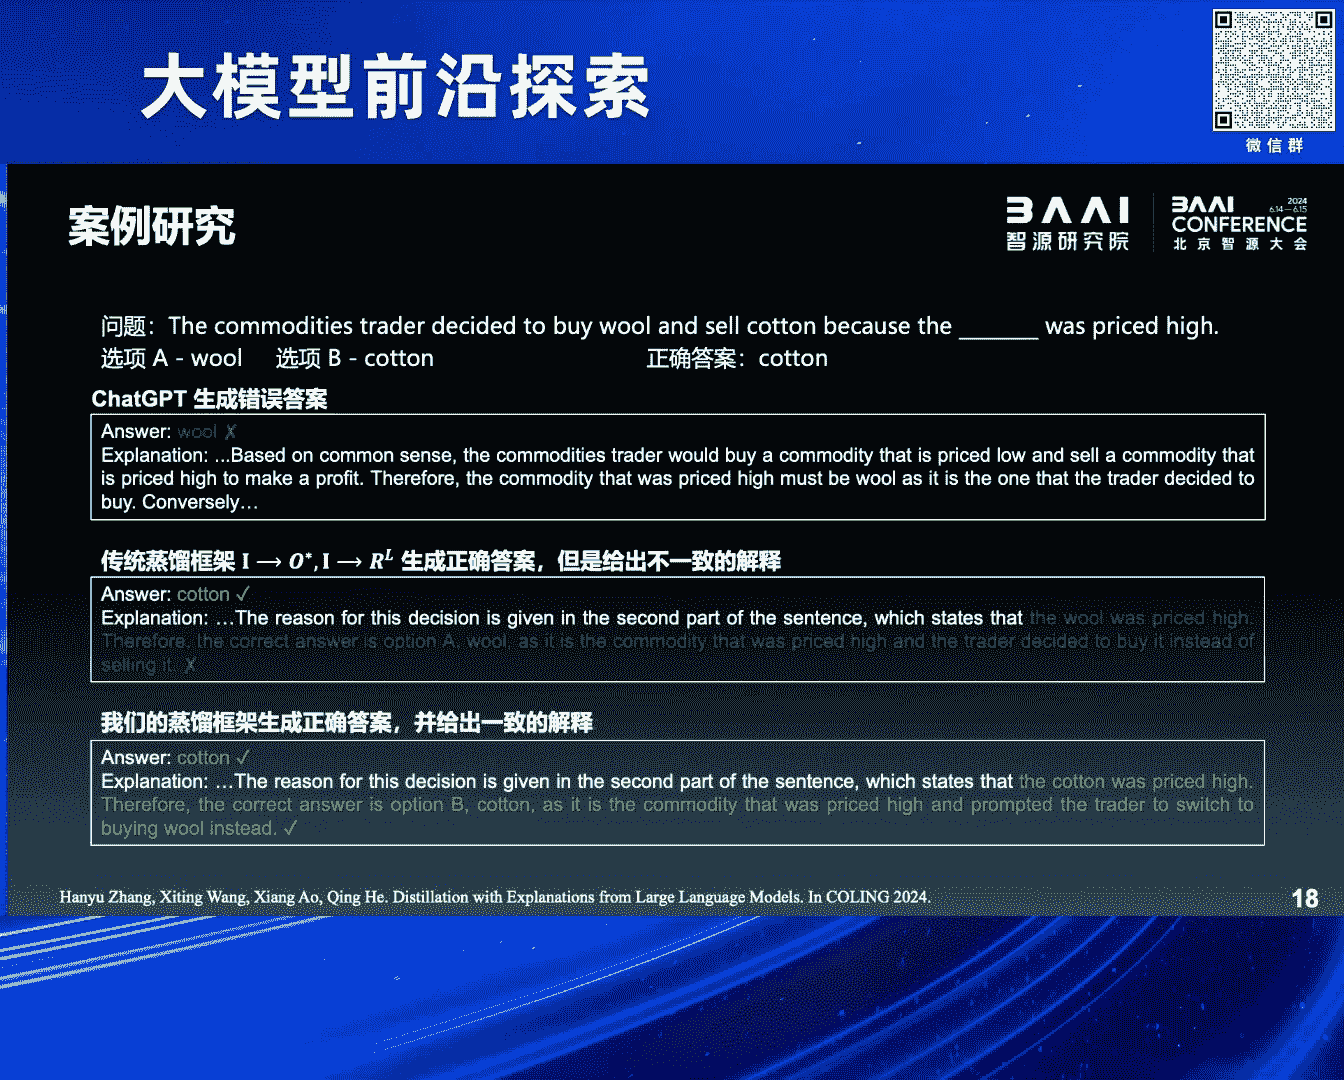 大模型前沿探索
微信群
案例研究
BAAI
智源研究院
BAAI 2024
6.14—6.15
CONFERENCE
北京智源大会
问题：The commodities trader decided to buy wool and sell cotton because the ______ was priced high.
选项 A - wool 选项 B - cotton 正确答案：cotton
ChatGPT 生成错误答案
Answer: wool ✗
Explanation: ...Based on common sense, the commodities trader would buy a commodity that is priced low and sell a commodity that
is priced high to make a profit. Therefore, the commodity that was priced high must be wool as it is the one that the trader decided to
buy. Conversely…
传统蒸馏框架 I ⟶ O*, I ⟶ Rᴸ 生成正确答案，但是给出不一致的解释
Answer: cotton ✓
Explanation: …The reason for this decision is given in the second part of the sentence, which states that the wool was priced high.
Therefore, the correct answer is option A, wool, as it is the commodity that was priced high and the trader decided to buy it instead of
selling it. ✗
我们的蒸馏框架生成正确答案，并给出一致的解释
Answer: cotton ✓
Explanation: …The reason for this decision is given in the second part of the sentence, which states that the cotton was priced high.
Therefore, the correct answer is option B, cotton, as it is the commodity that was priced high and prompted the trader to switch to
buying wool instead. ✓
Hanyu Zhang, Xiting Wang, Xiang Ao, Qing He. Distillation with Explanations from Large Language Models. In COLING 2024.
18